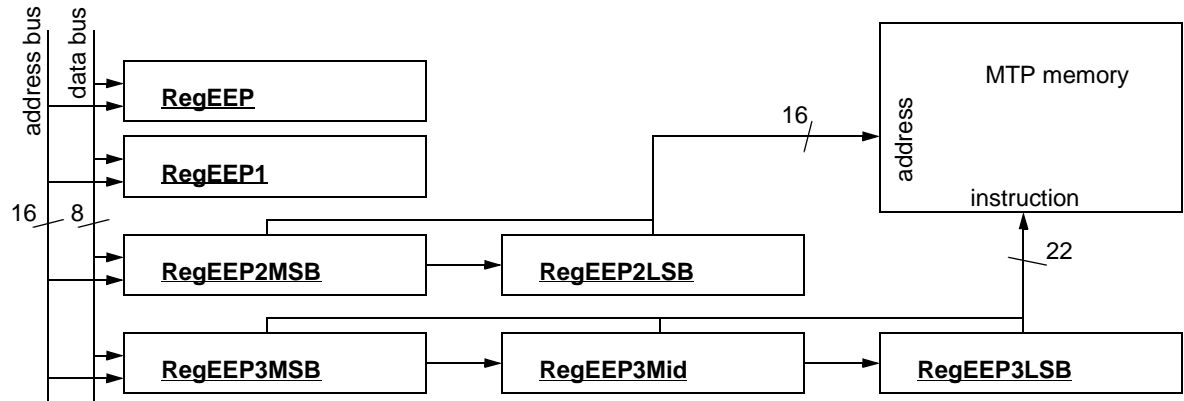 address bus
data bus
MTP memory
RegEEP
16
address
RegEEP1
instruction
16
8
RegEEP2MSB
RegEEP2LSB
22
RegEEP3MSB
RegEEP3Mid
RegEEP3LSB